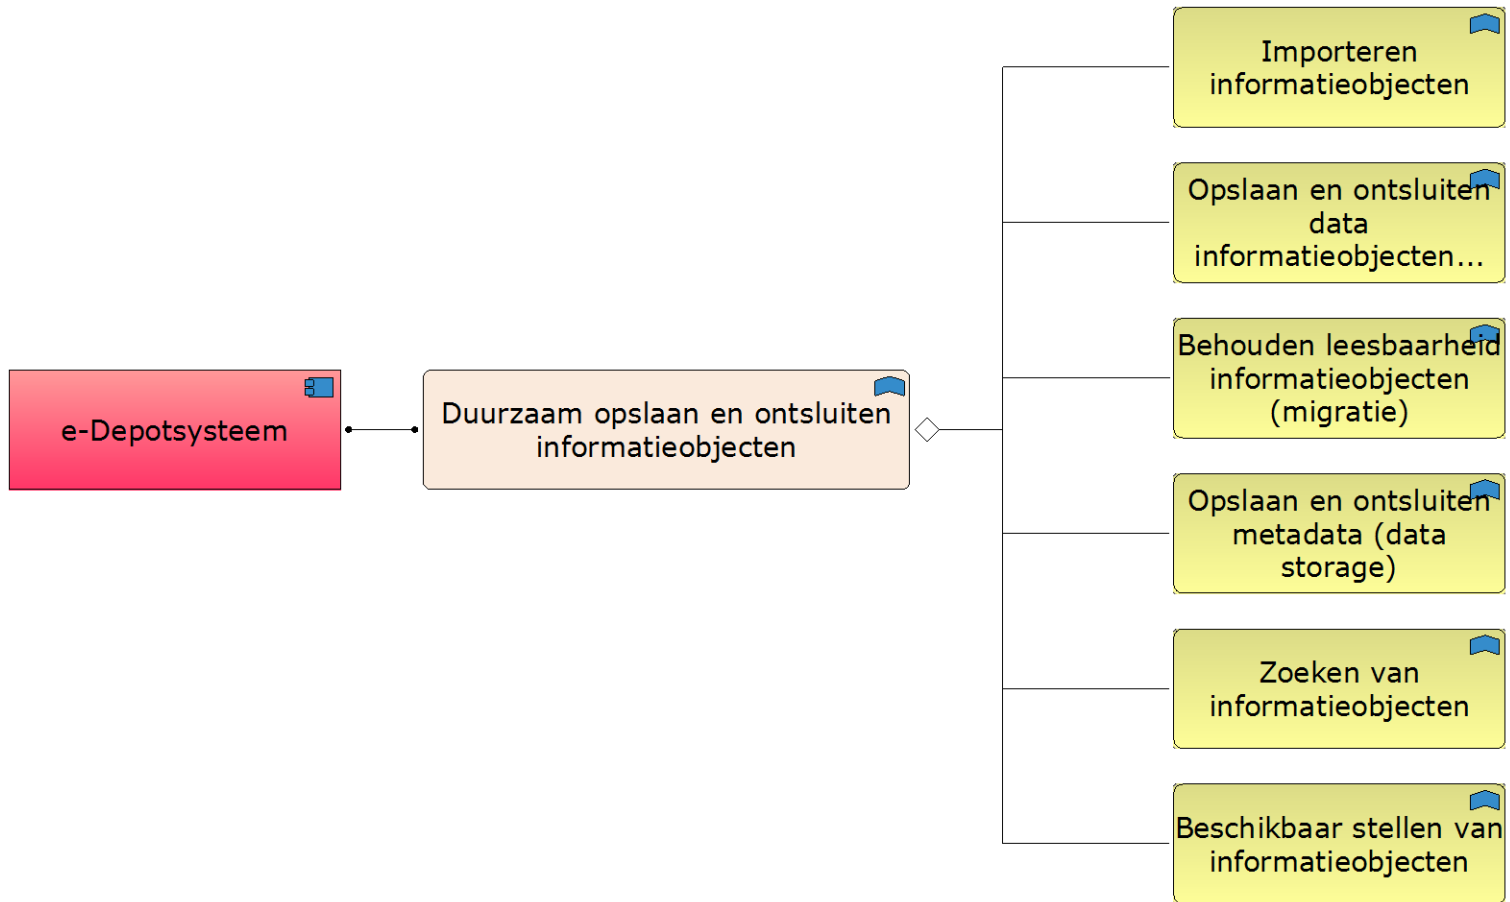 Importeren
informatieobjecten
Opslaan en ontsluiten
data
informatieobjecten...
Behouden leesbaarheid
informatieobjecten
(migratie)
e-Depotsysteem
Duurzaam opslaan en ontsluiten
informatieobjecten
Opslaan en ontsluiten
metadata (data
storage)
Zoeken van
informatieobjecten
Beschikbaar stellen van
informatieobjecten